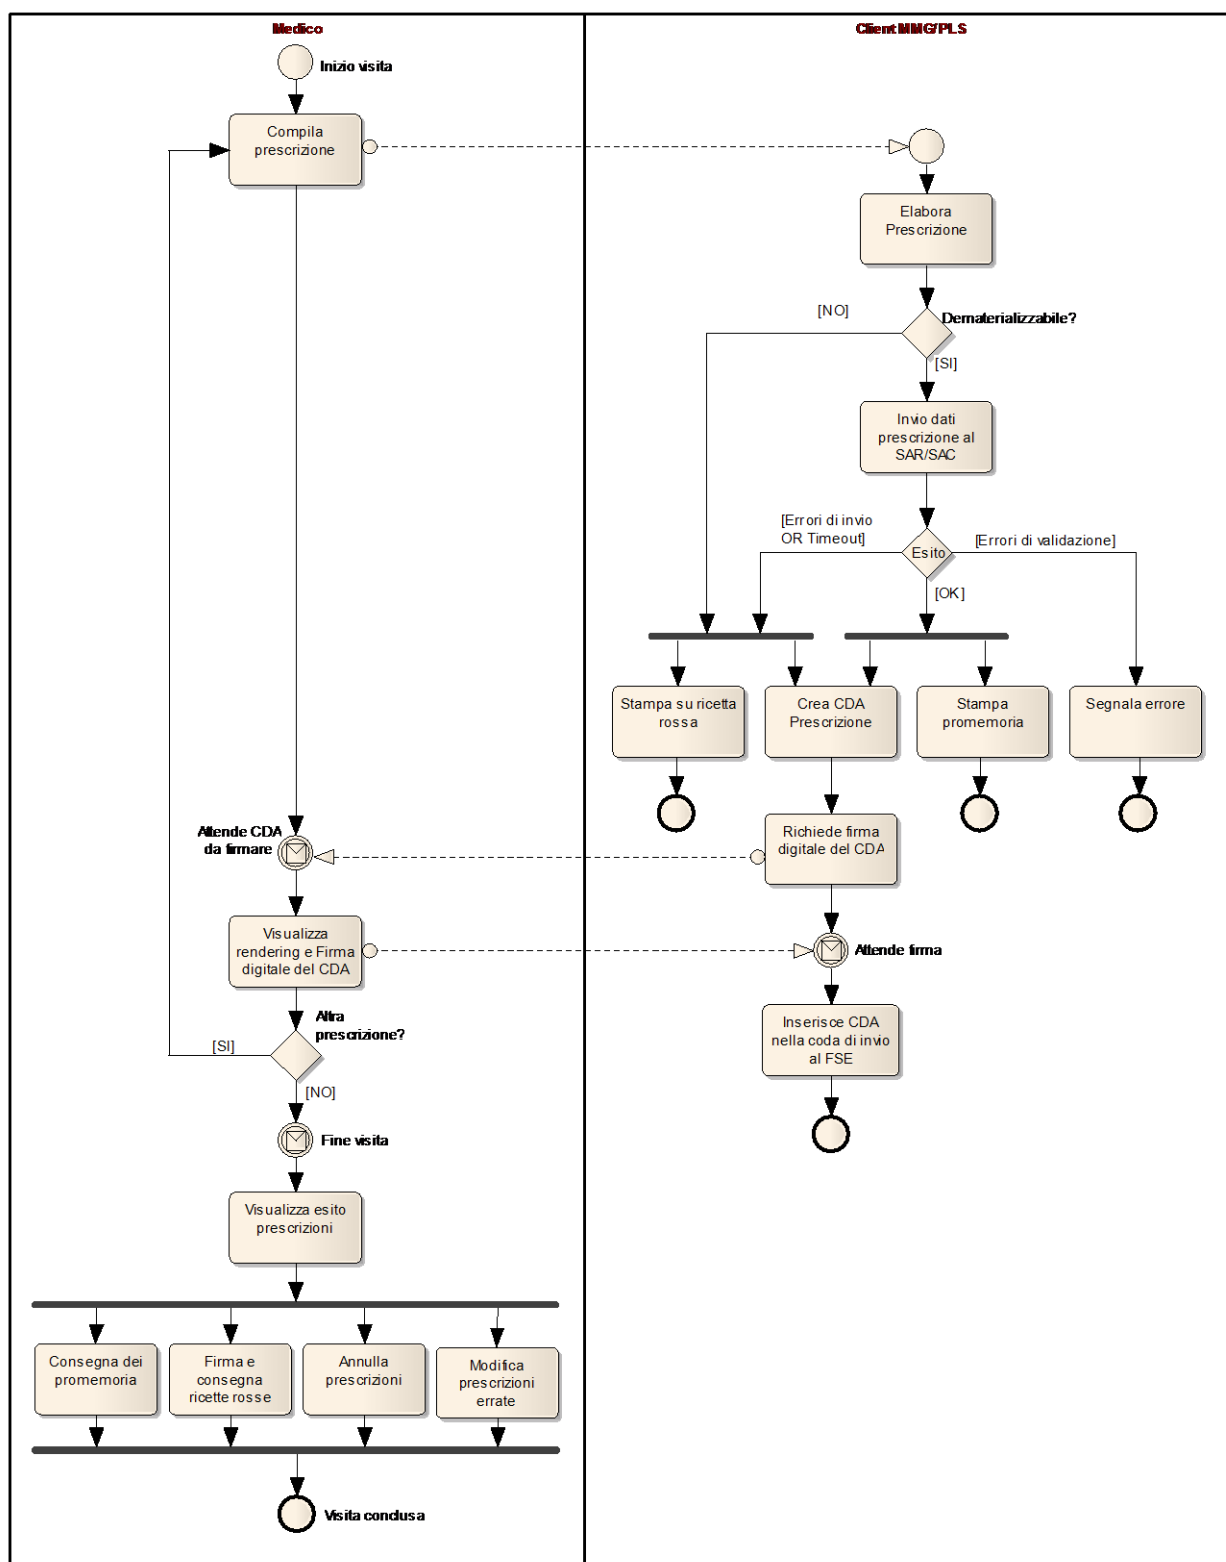 Medico
Client MMG/PLS
Inizio visita
Compila
prescrizione
Elabora
Prescrizione
[NO]
Dematerializzabile?
[SI]
Invio dati
prescrizione al
SAR/SAC
[Errori di invio
OR Timeout]
Esito
[Errori di validazione]
[OK]
Stampa su ricetta
rossa
Crea CDA
Prescrizione
Stampa
promemoria
Segnala errore
Attende CDA
da firmare
Richiede firma
digitale del CDA
Visualizza
rendering e Firma
digitale del CDA
Attende firma
Altra
prescrizione?
[SI]
[NO]
Inserisce CDA
nella coda di invio
al FSE
Fine visita
Visualizza esito
prescrizioni
Consegna dei
promemoria
Firma e
consegna
ricette rosse
Annulla
prescrizioni
Modifica
prescrizioni
errate
Visita conclusa